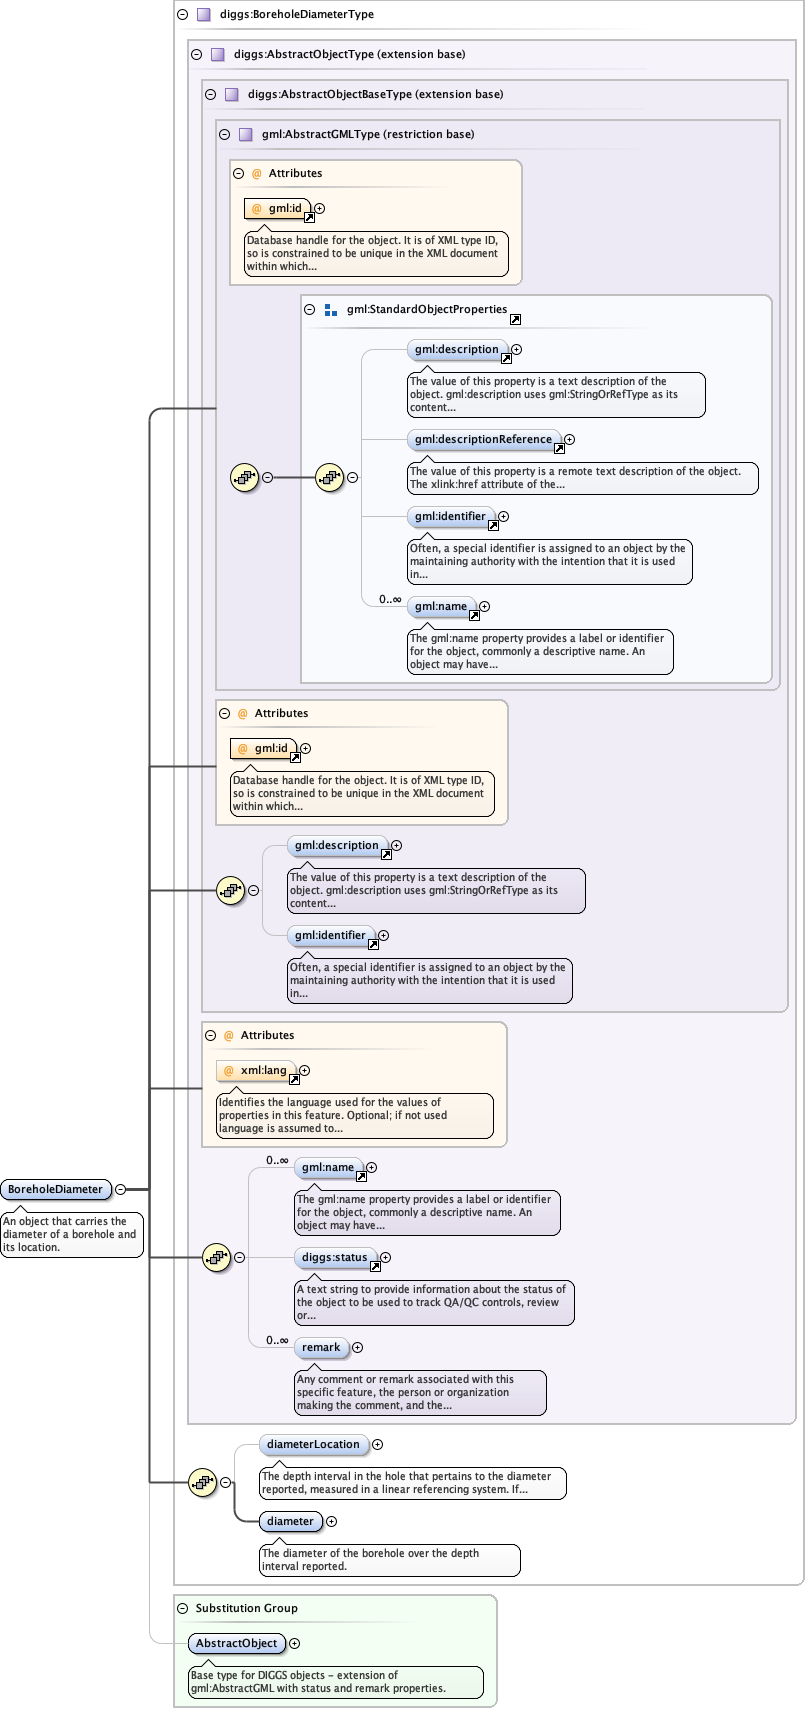 diggs:BoreholeDiameterType
diggs:AbstractObjectType (extension base)
diggs:AbstractObjectBaseType (extension base)
gml:AbstractGMLType (restriction base)
@ Attributes
@ gml:id
Database handle for the object. It is of XML type ID,
so is constrained to be unique in the XML document
within which...
gml:StandardObjectProperties
gml:description
The value of this property is a text description of the
object. gml:description uses gml:StringOrRefType as its
content...
gml:descriptionReference
The value of this property is a remote text description of the object.
The xlink:href attribute of the...
gml:identifier
Often, a special identifier is assigned to an object by the
maintaining authority with the intention that it is used
in...
0..∞
gml:name
The gml:name property provides a label or identifier
for the object, commonly a descriptive name. An
object may have...
@ Attributes
@ gml:id
Database handle for the object. It is of XML type ID,
so is constrained to be unique in the XML document
within which...
gml:description
The value of this property is a text description of the
object. gml:description uses gml:StringOrRefType as its
content...
gml:identifier
Often, a special identifier is assigned to an object by the
maintaining authority with the intention that it is used
in...
@ Attributes
@ xml:lang
Identifies the language used for the values of
properties in this feature. Optional; if not used
language is assumed to...
0..∞
gml:name
The gml:name property provides a label or identifier
for the object, commonly a descriptive name. An
object may have...
BoreholeDiameter
An object that carries the
diameter of a borehole and
its location.
diggs:status
A text string to provide information about the status of
the object to be used to track QA/QC controls, review
or...
0..∞
remark
Any comment or remark associated with this
specific feature, the person or organization
making the comment, and the...
diameterLocation
The depth interval in the hole that pertains to the diameter
reported, measured in a linear referencing system. If...
diameter
The diameter of the borehole over the depth
interval reported.
Substitution Group
AbstractObject
Base type for DIGGS objects – extension of
gml:AbstractGML with status and remark properties.